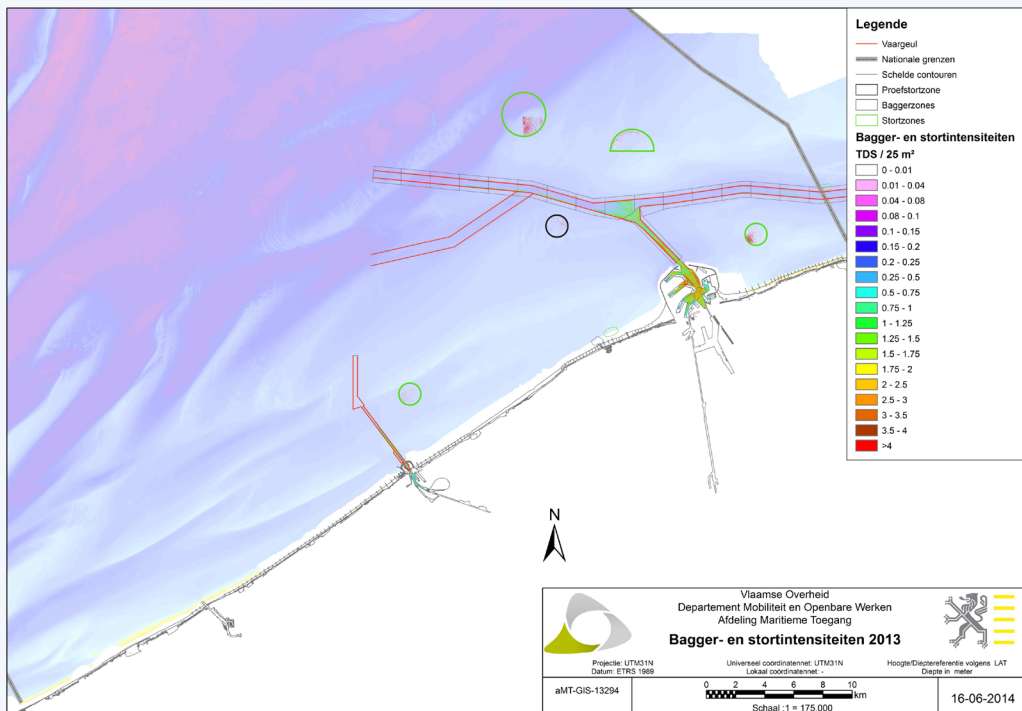 Legende
Vaargeul
Nationale grenzen
Schelde contouren
Proefstortzone
Baggerzones
Stortzones
Bagger- en stortintensiteiten
TDS / 25 m²
0 - 0.01
0.01 - 0.04
0.04 - 0.08
0.08 - 0.1
0.1 - 0.15
0.15 - 0.2
0.2 - 0.25
0.25 - 0.5
0.5 - 0.75
0.75 - 1
1 - 1.25
1.25 - 1.5
1.5 - 1.75
1.75 - 2
2 - 2.5
2.5 - 3
3 - 3.5
3.5 - 4
>4
N
Vlaamse Overheid
Departement Mobiliteit en Openbare Werken
Afdeling Maritieme Toegang
Bagger- en stortintensiteiten 2013
Projectie: UTM31N
Datum: ETRS 1989
Universeel coördinatennet: UTM31N
Lokaal coördinatennet: -
Hoogte/Dieptereferentie volgens LAT
Diepte in meter
aMT-GIS-13294
0 2 4 6 8 10
km
Schaal :1 = 175.000
16-06-2014